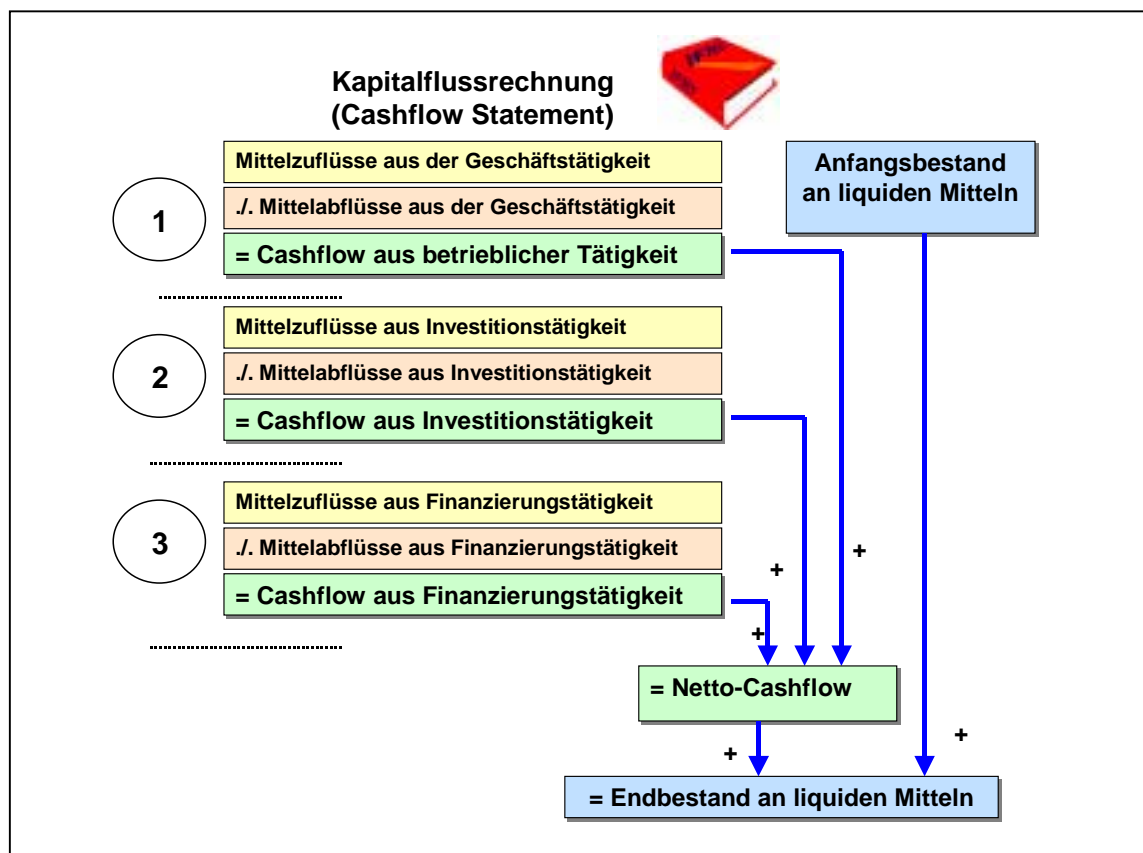 Kapitalflussrechnung
(Cashflow Statement)
Mittelzuflüsse aus der Geschäftstätigkeit
Anfangsbestand
an liquiden Mitteln
1
./. Mittelabflüsse aus der Geschäftstätigkeit
= Cashflow aus betrieblicher Tätigkeit
Mittelzuflüsse aus Investitionstätigkeit
2
./. Mittelabflüsse aus Investitionstätigkeit
= Cashflow aus Investitionstätigkeit
Mittelzuflüsse aus Finanzierungstätigkeit
3
./. Mittelabflüsse aus Finanzierungstätigkeit
= Cashflow aus Finanzierungstätigkeit
+
+
+
= Netto-Cashflow
+
+
= Endbestand an liquiden Mitteln